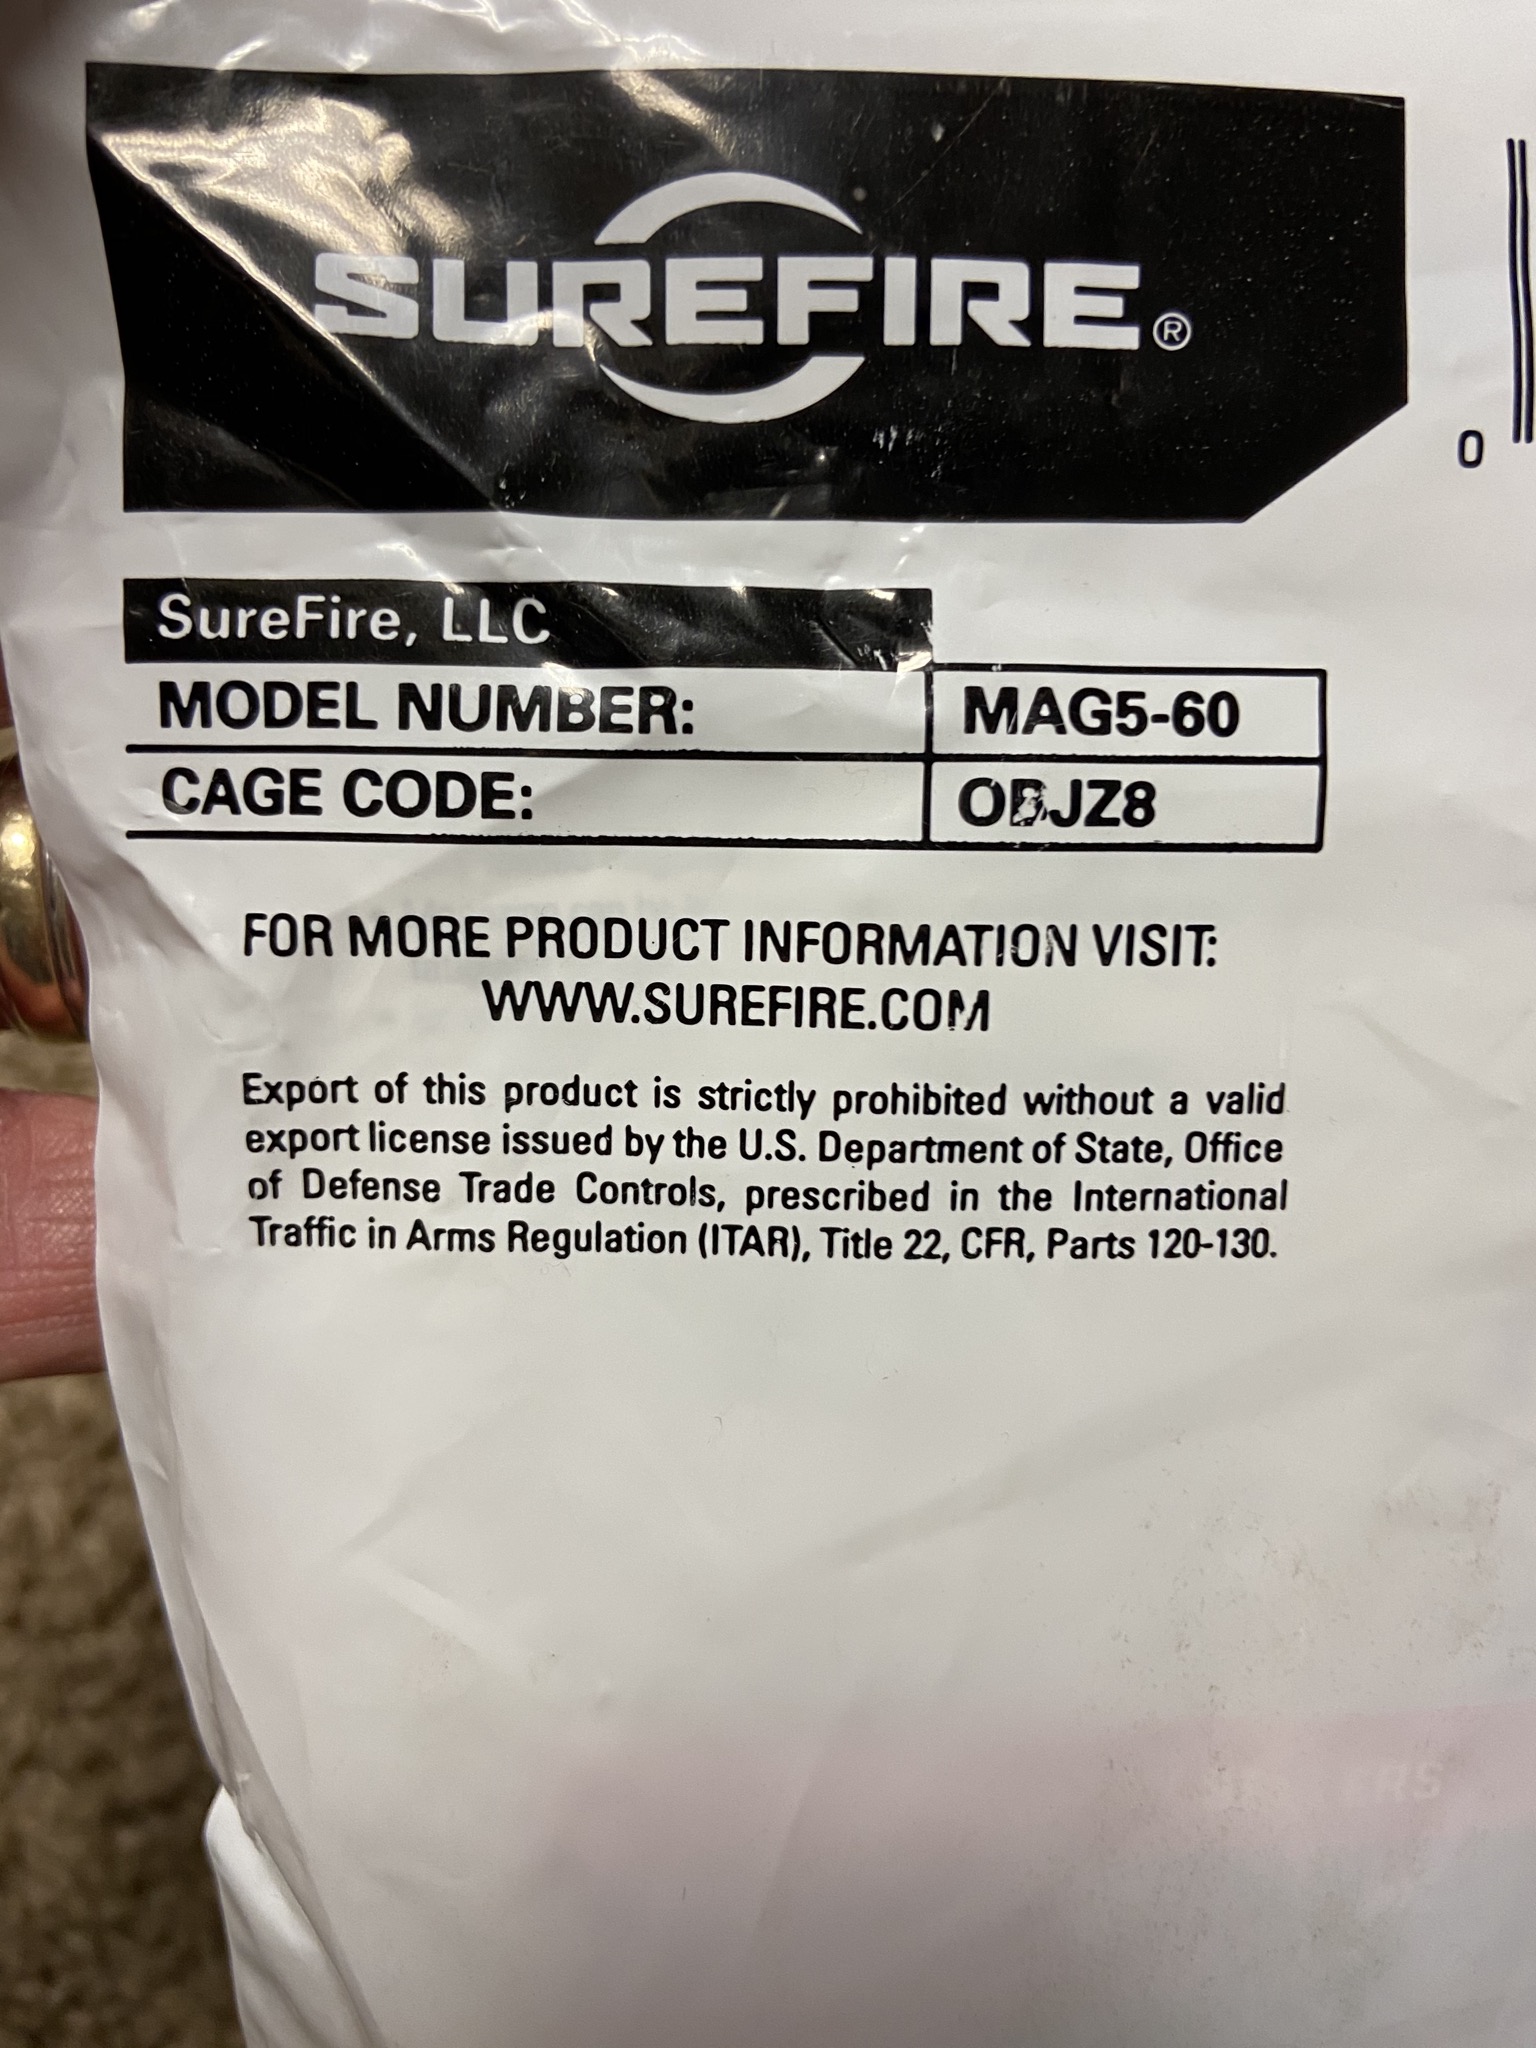 SUREFIRE®
0
SureFire, LLC
MODEL NUMBER: MAG5-60
CAGE CODE: OBJZ8
FOR MORE PRODUCT INFORMATION VISIT:
WWW.SUREFIRE.COM
Export of this product is strictly prohibited without a valid
export license issued by the U.S. Department of State, Office
of Defense Trade Controls, prescribed in the International
Traffic in Arms Regulation (ITAR), Title 22, CFR, Parts 120-130.